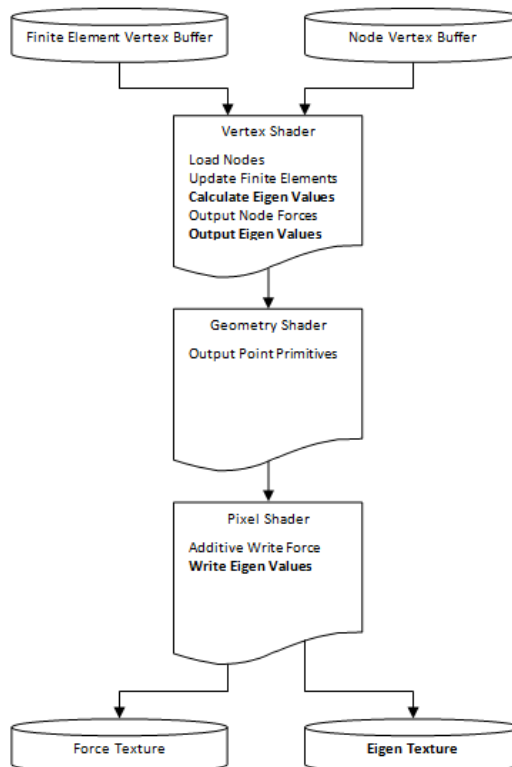 Finite Element Vertex Buffer
Node Vertex Buffer
Vertex Shader
Load Nodes
Update Finite Elements
Calculate Eigen Values
Output Node Forces
Output Eigen Values
Geometry Shader
Output Point Primitives
Pixel Shader
Additive Write Force
Write Eigen Values
Force Texture
Eigen Texture